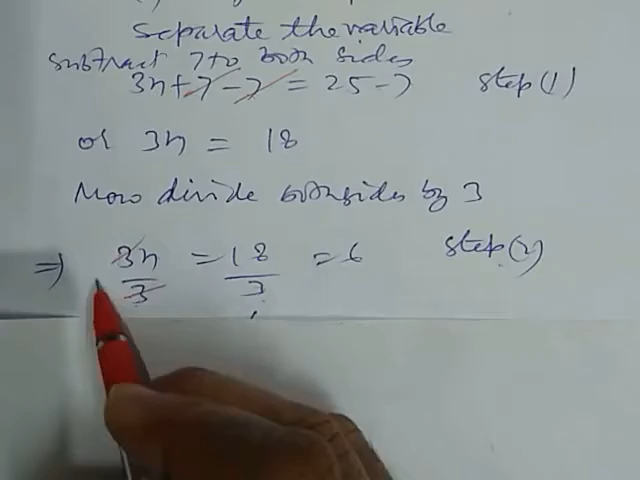 Separate the variable
subtract 7 to both sides
3n + 7 - 7 = 25 - 7 step (1)
or 3n = 18
Now divide both sides by 3
⇒ 3n/3 = 18/3 = 6 step (2)